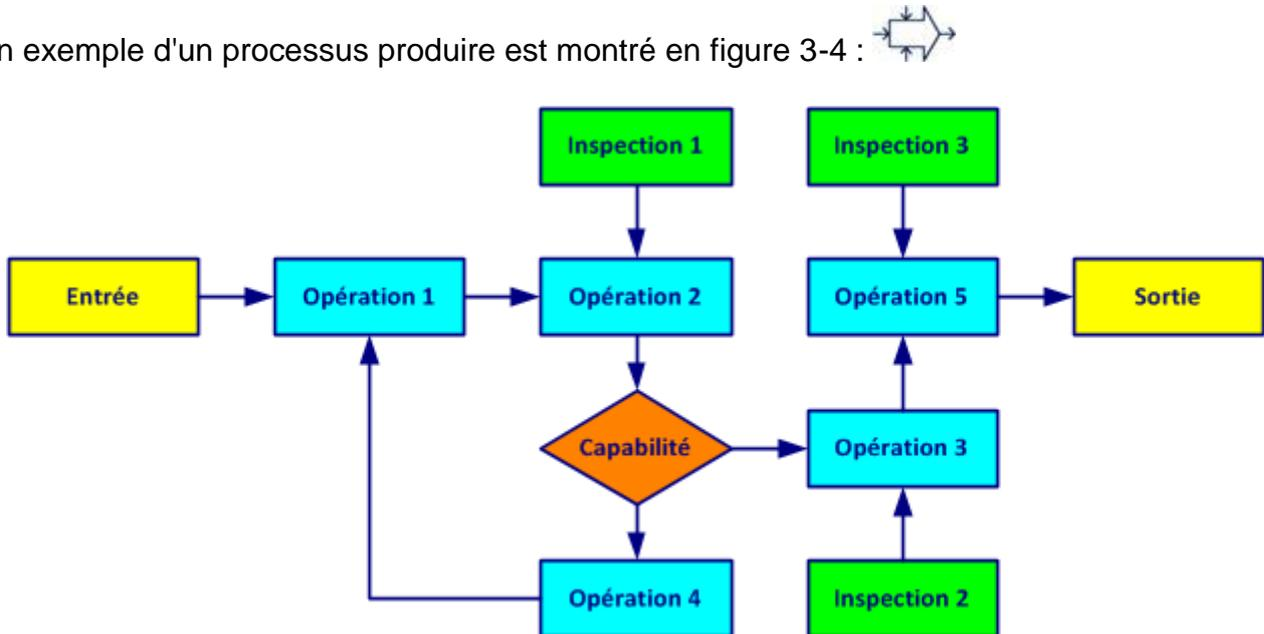 n exemple d'un processus produire est montré en figure 3-4 :
Inspection 1
Inspection 3
Entrée
Opération 1
Opération 2
Opération 5
Sortie
Capabilité
Opération 3
Opération 4
Inspection 2